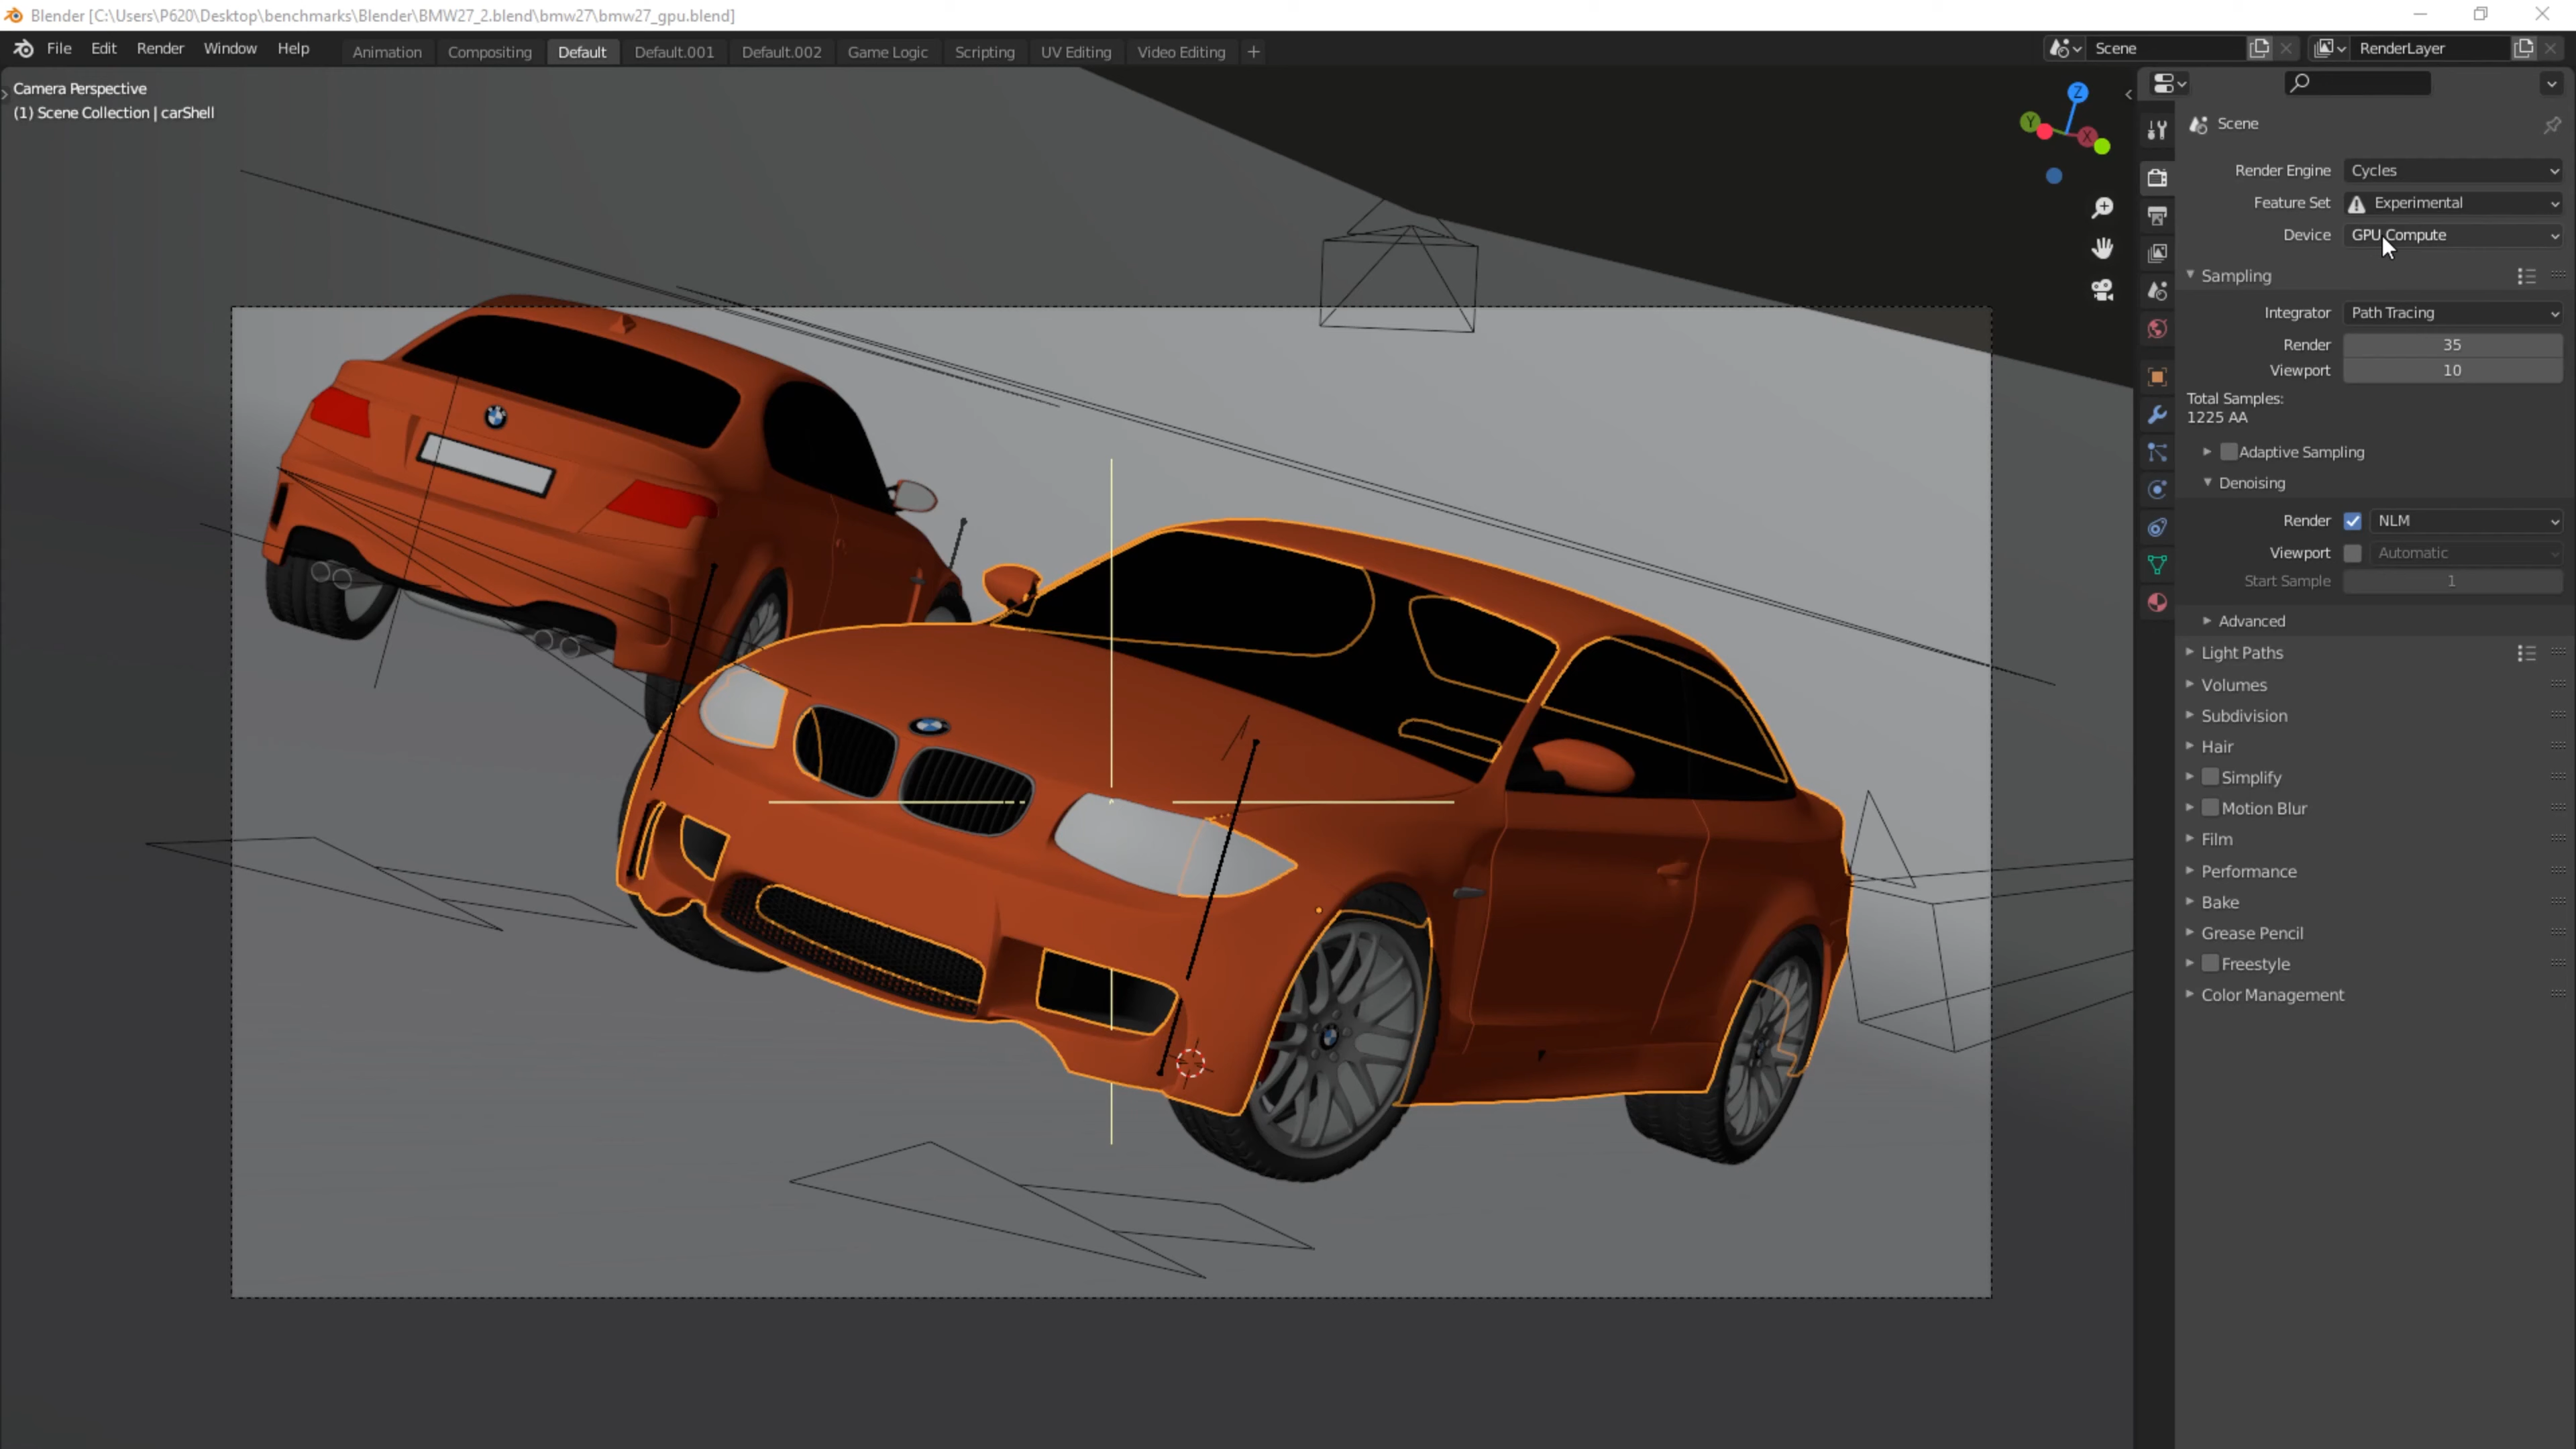 Blender [C:\Users\P620\Desktop\benchmarks\Blender\BMW27_2.blend\bmw27\bmw27_gpu.blend]
File Edit Render Window Help Animation Compositing Default Default.001 Default.002 Game Logic Scripting UV Editing Video Editing + Scene RenderLayer
Camera Perspective
(1) Scene Collection | carShell
Z
Y
X
Scene
Render Engine Cycles
Feature Set Experimental
Device GPU Compute
Sampling
Integrator Path Tracing
Render 35
Viewport 10
Total Samples:
1225 AA
Adaptive Sampling
Denoising
Render NLM
Viewport Automatic
Start Sample 1
Advanced
Light Paths
Volumes
Subdivision
Hair
Simplify
Motion Blur
Film
Performance
Bake
Grease Pencil
Freestyle
Color Management